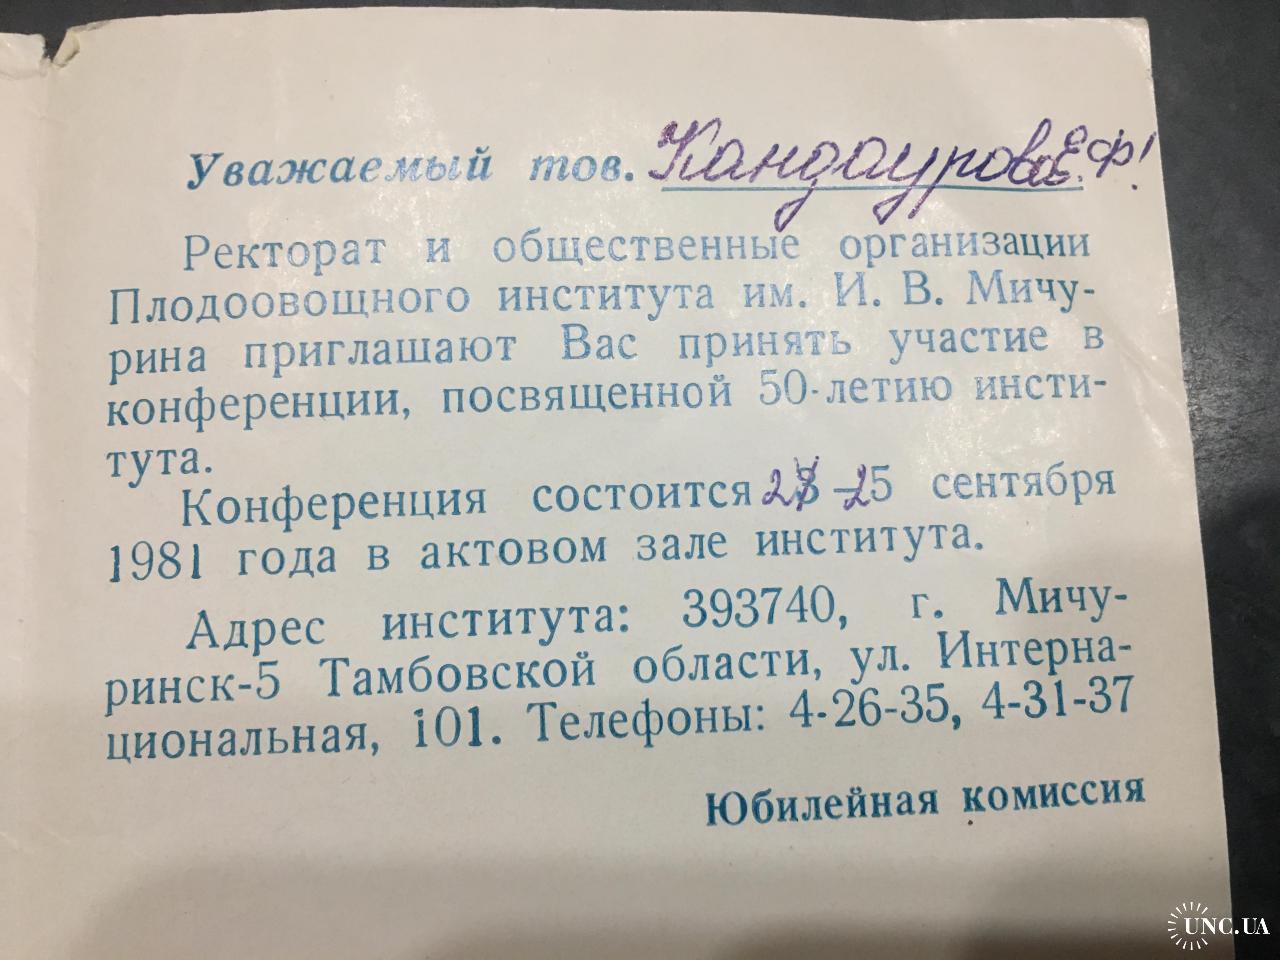 Уважаемый тов. Кандаурова Е.Ф!
Ректорат и общественные организации
Плодоовощного института им. И. В. Мичу-
рина приглашают Вас принять участие в
конференции, посвященной 50-летию инсти-
тута.
Конференция состоится - 25 сентября
1981 года в актовом зале института.
Адрес института: 393740, г. Мичу-
ринск-5 Тамбовской области, ул. Интерна-
циональная, 101. Телефоны: 4-26-35, 4-31-37
Юбилейная комиссия
UNC.UA